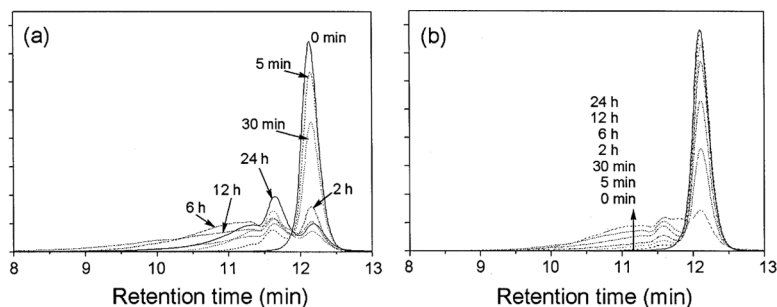 (a)
0 min
5 min
30 min
24 h
12 h
6 h
2 h
8 9 10 11 12 13
Retention time (min)
(b)
24 h
12 h
6 h
2 h
30 min
5 min
0 min
8 9 10 11 12 13
Retention time (min)